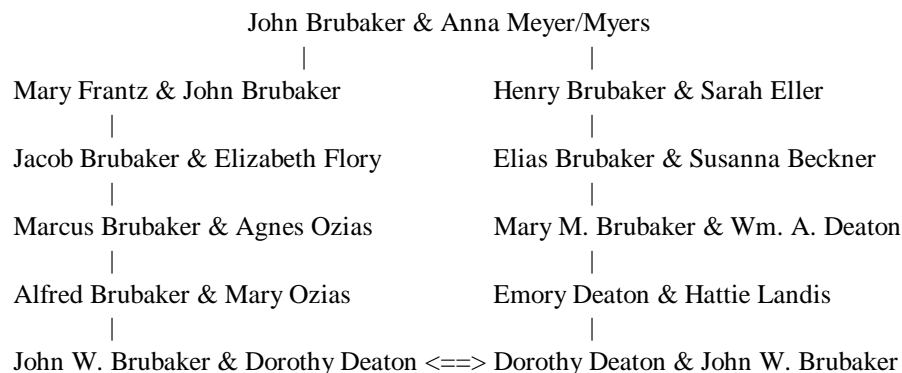 John Brubaker & Anna Meyer/Myers
| |
Mary Frantz & John Brubaker Henry Brubaker & Sarah Eller
| |
Jacob Brubaker & Elizabeth Flory Elias Brubaker & Susanna Beckner
| |
Marcus Brubaker & Agnes Ozias Mary M. Brubaker & Wm. A. Deaton
| |
Alfred Brubaker & Mary Ozias Emory Deaton & Hattie Landis
| |
John W. Brubaker & Dorothy Deaton <==> Dorothy Deaton & John W. Brubaker